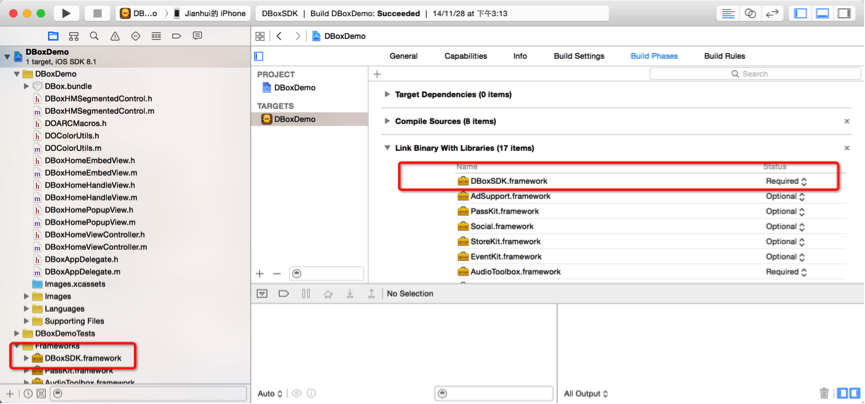 DB...o
Jianhui的 iPhone
DBoxSDK | Build DBoxDemo: Succeeded | 14/11/28 at 下午3:13
DBoxDemo
1 target, iOS SDK 8.1
DBoxDemo
DBox.bundle
DBoxHMSegmentedControl.h
DBoxHMSegmentedControl.m
DOARCMacros.h
DOColorUtils.h
DOColorUtils.m
DBoxHomeEmbedView.h
DBoxHomeEmbedView.m
DBoxHomeHandleView.h
DBoxHomeHandleView.m
DBoxHomePopupView.h
DBoxHomePopupView.m
DBoxHomeViewController.h
DBoxHomeViewController.m
DBoxAppDelegate.h
DBoxAppDelegate.m
Images.xcassets
Images
Languages
Supporting Files
DBoxDemoTests
Frameworks
DBoxSDK.framework
PassKit.framework
AudioToolbox.framework
DBoxDemo
General Capabilities Info Build Settings Build Phases Build Rules
PROJECT
DBoxDemo
TARGETS
DBoxDemo
Search
Target Dependencies (0 items)
Compile Sources (8 items)
Link Binary With Libraries (17 items)
Name Status
DBoxSDK.framework Required
AdSupport.framework Optional
PassKit.framework Optional
Social.framework Optional
StoreKit.framework Optional
EventKit.framework Optional
AudioToolbox.framework Required
No Selection
Auto
All Output